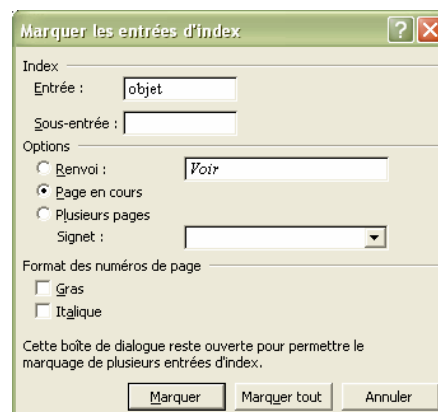 Marquer les entrées d'index
Index
Entrée : objet
Sous-entrée :
Options
Renvoi : Voir
Page en cours
Plusieurs pages
Signet :
Format des numéros de page
Gras
Italique
Cette boîte de dialogue reste ouverte pour permettre le
marquage de plusieurs entrées d'index.
Marquer Marquer tout Annuler